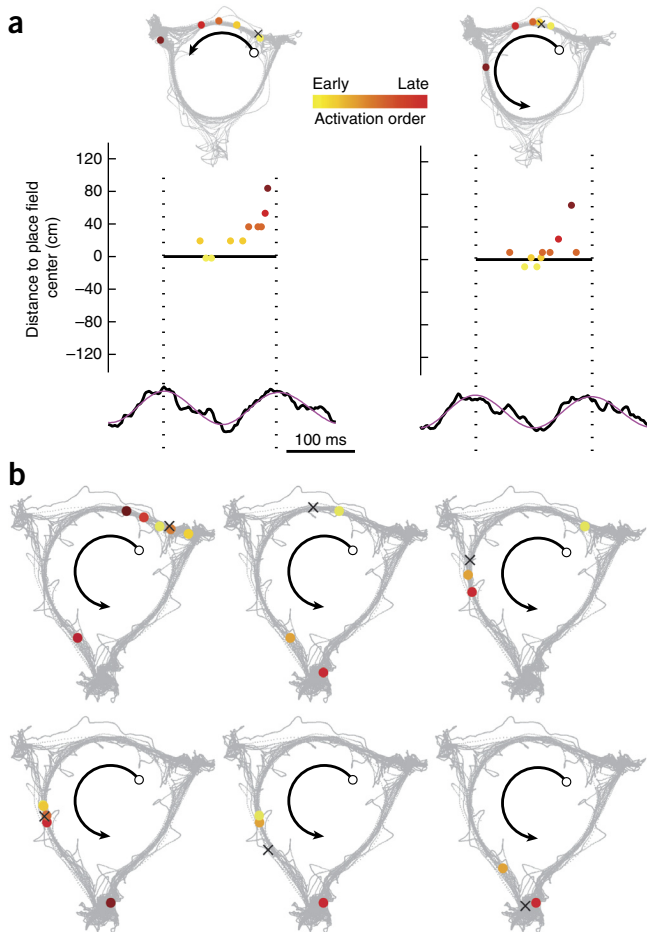 a
Early Late
Activation order
Distance to place field
center (cm)
120
80
40
0
−40
−80
−120
100 ms
b